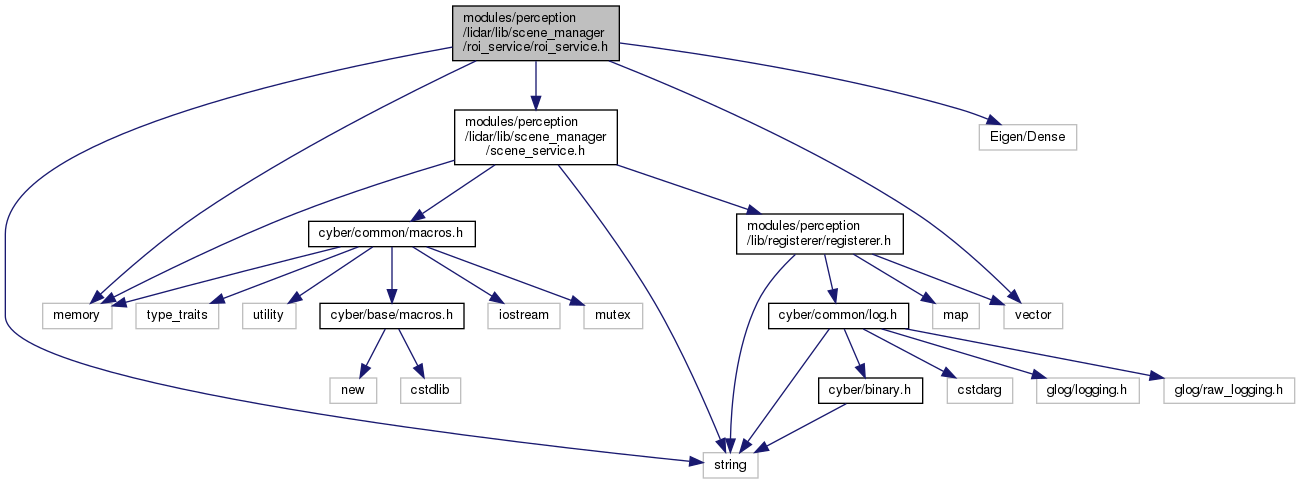 modules/perception
/lidar/lib/scene_manager
/roi_service/roi_service.h
modules/perception
/lidar/lib/scene_manager
/scene_service.h
Eigen/Dense
cyber/common/macros.h
modules/perception
/lib/registerer/registerer.h
memory
type_traits
utility
cyber/base/macros.h
iostream
mutex
cyber/common/log.h
map
vector
new
cstdlib
cyber/binary.h
cstdarg
glog/logging.h
glog/raw_logging.h
string